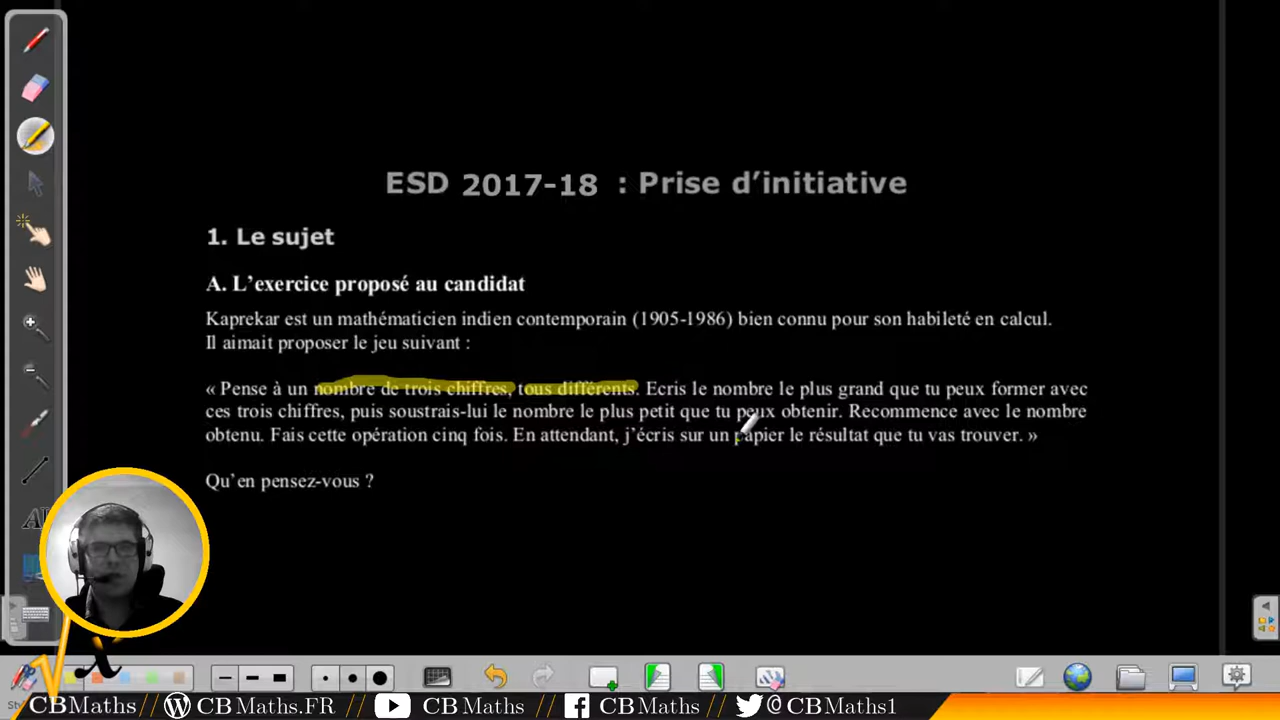 ESD 2017-18 : Prise d'initiative
1. Le sujet
A. L'exercice proposé au candidat
Kaprekar est un mathématicien indien contemporain (1905-1986) bien connu pour son habileté en calcul.
Il aimait proposer le jeu suivant :
« Pense à un nombre de trois chiffres, tous différents. Ecris le nombre le plus grand que tu peux former avec
ces trois chiffres, puis soustrais-lui le nombre le plus petit que tu peux obtenir. Recommence avec le nombre
obtenu. Fais cette opération cinq fois. En attendant, j'écris sur un papier le résultat que tu vas trouver. »
Qu'en pensez-vous ?
CBMaths/ CBMaths.FR / CBMaths / CBMaths / @CBMaths1